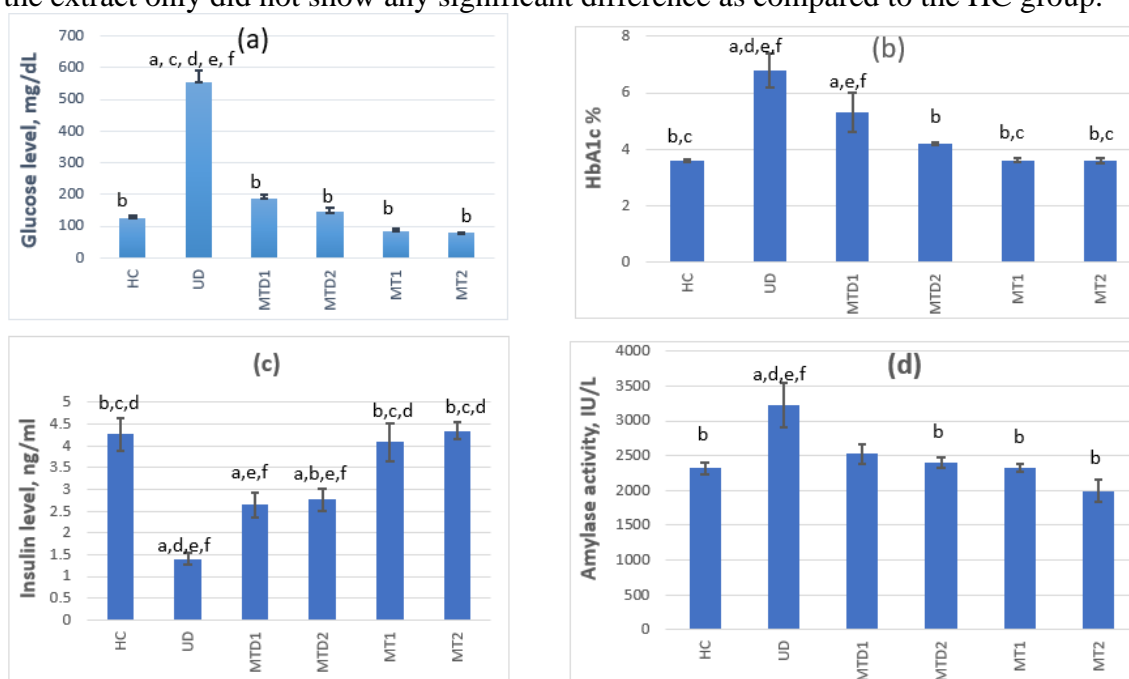 the extract only did not show any significant difference as compared to the HC group.
(a)
Glucose level, mg/dL
700
600
500
400
300
200
100
0
b
a, c, d, e, f
b
b
b
b
HC
UD
MTD1
MTD2
MT1
MT2
(b)
HbA1c %
8
6
4
2
0
b,c
a,d,e,f
a,e,f
b
b,c
b,c
HC
UD
MTD1
MTD2
MT1
MT2
(c)
Insulin level, ng/ml
5
4.5
4
3.5
3
2.5
2
1.5
1
0.5
0
b,c,d
a,d,e,f
a,e,f
a,b,e,f
b,c,d
b,c,d
HC
UD
MTD1
MTD2
MT1
MT2
(d)
Amylase activity, IU/L
4000
3500
3000
2500
2000
1500
1000
500
0
b
a,d,e,f
b
b
b
HC
UD
MTD1
MTD2
MT1
MT2